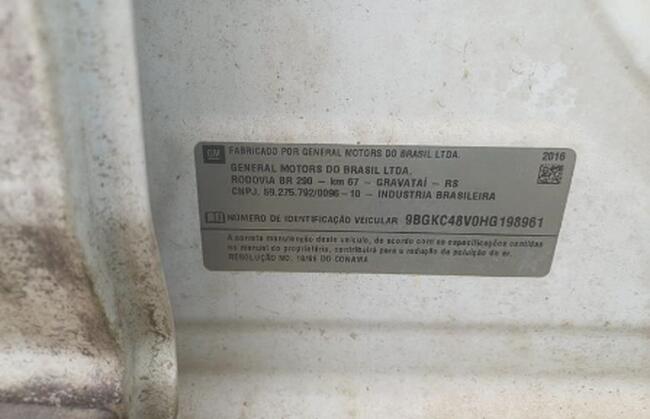 GM FABRICADO POR GENERAL MOTORS DO BRASIL LTDA. 2016
GENERAL MOTORS DO BRASIL LTDA.
RODOVIA BR 290 - km 67 - GRAVATAÍ - RS
CNPJ. 59.275.792/0096-10 - INDUSTRIA BRASILEIRA
NÚMERO DE IDENTIFICAÇÃO VEICULAR 9BGKC48V0HG198961
A correta manutenção deste veículo, de acordo com as especificações contidas
no manual do proprietário, contribuirá para a redução da poluição do ar.
RESOLUÇÃO NO. 18/86 DO CONAMA